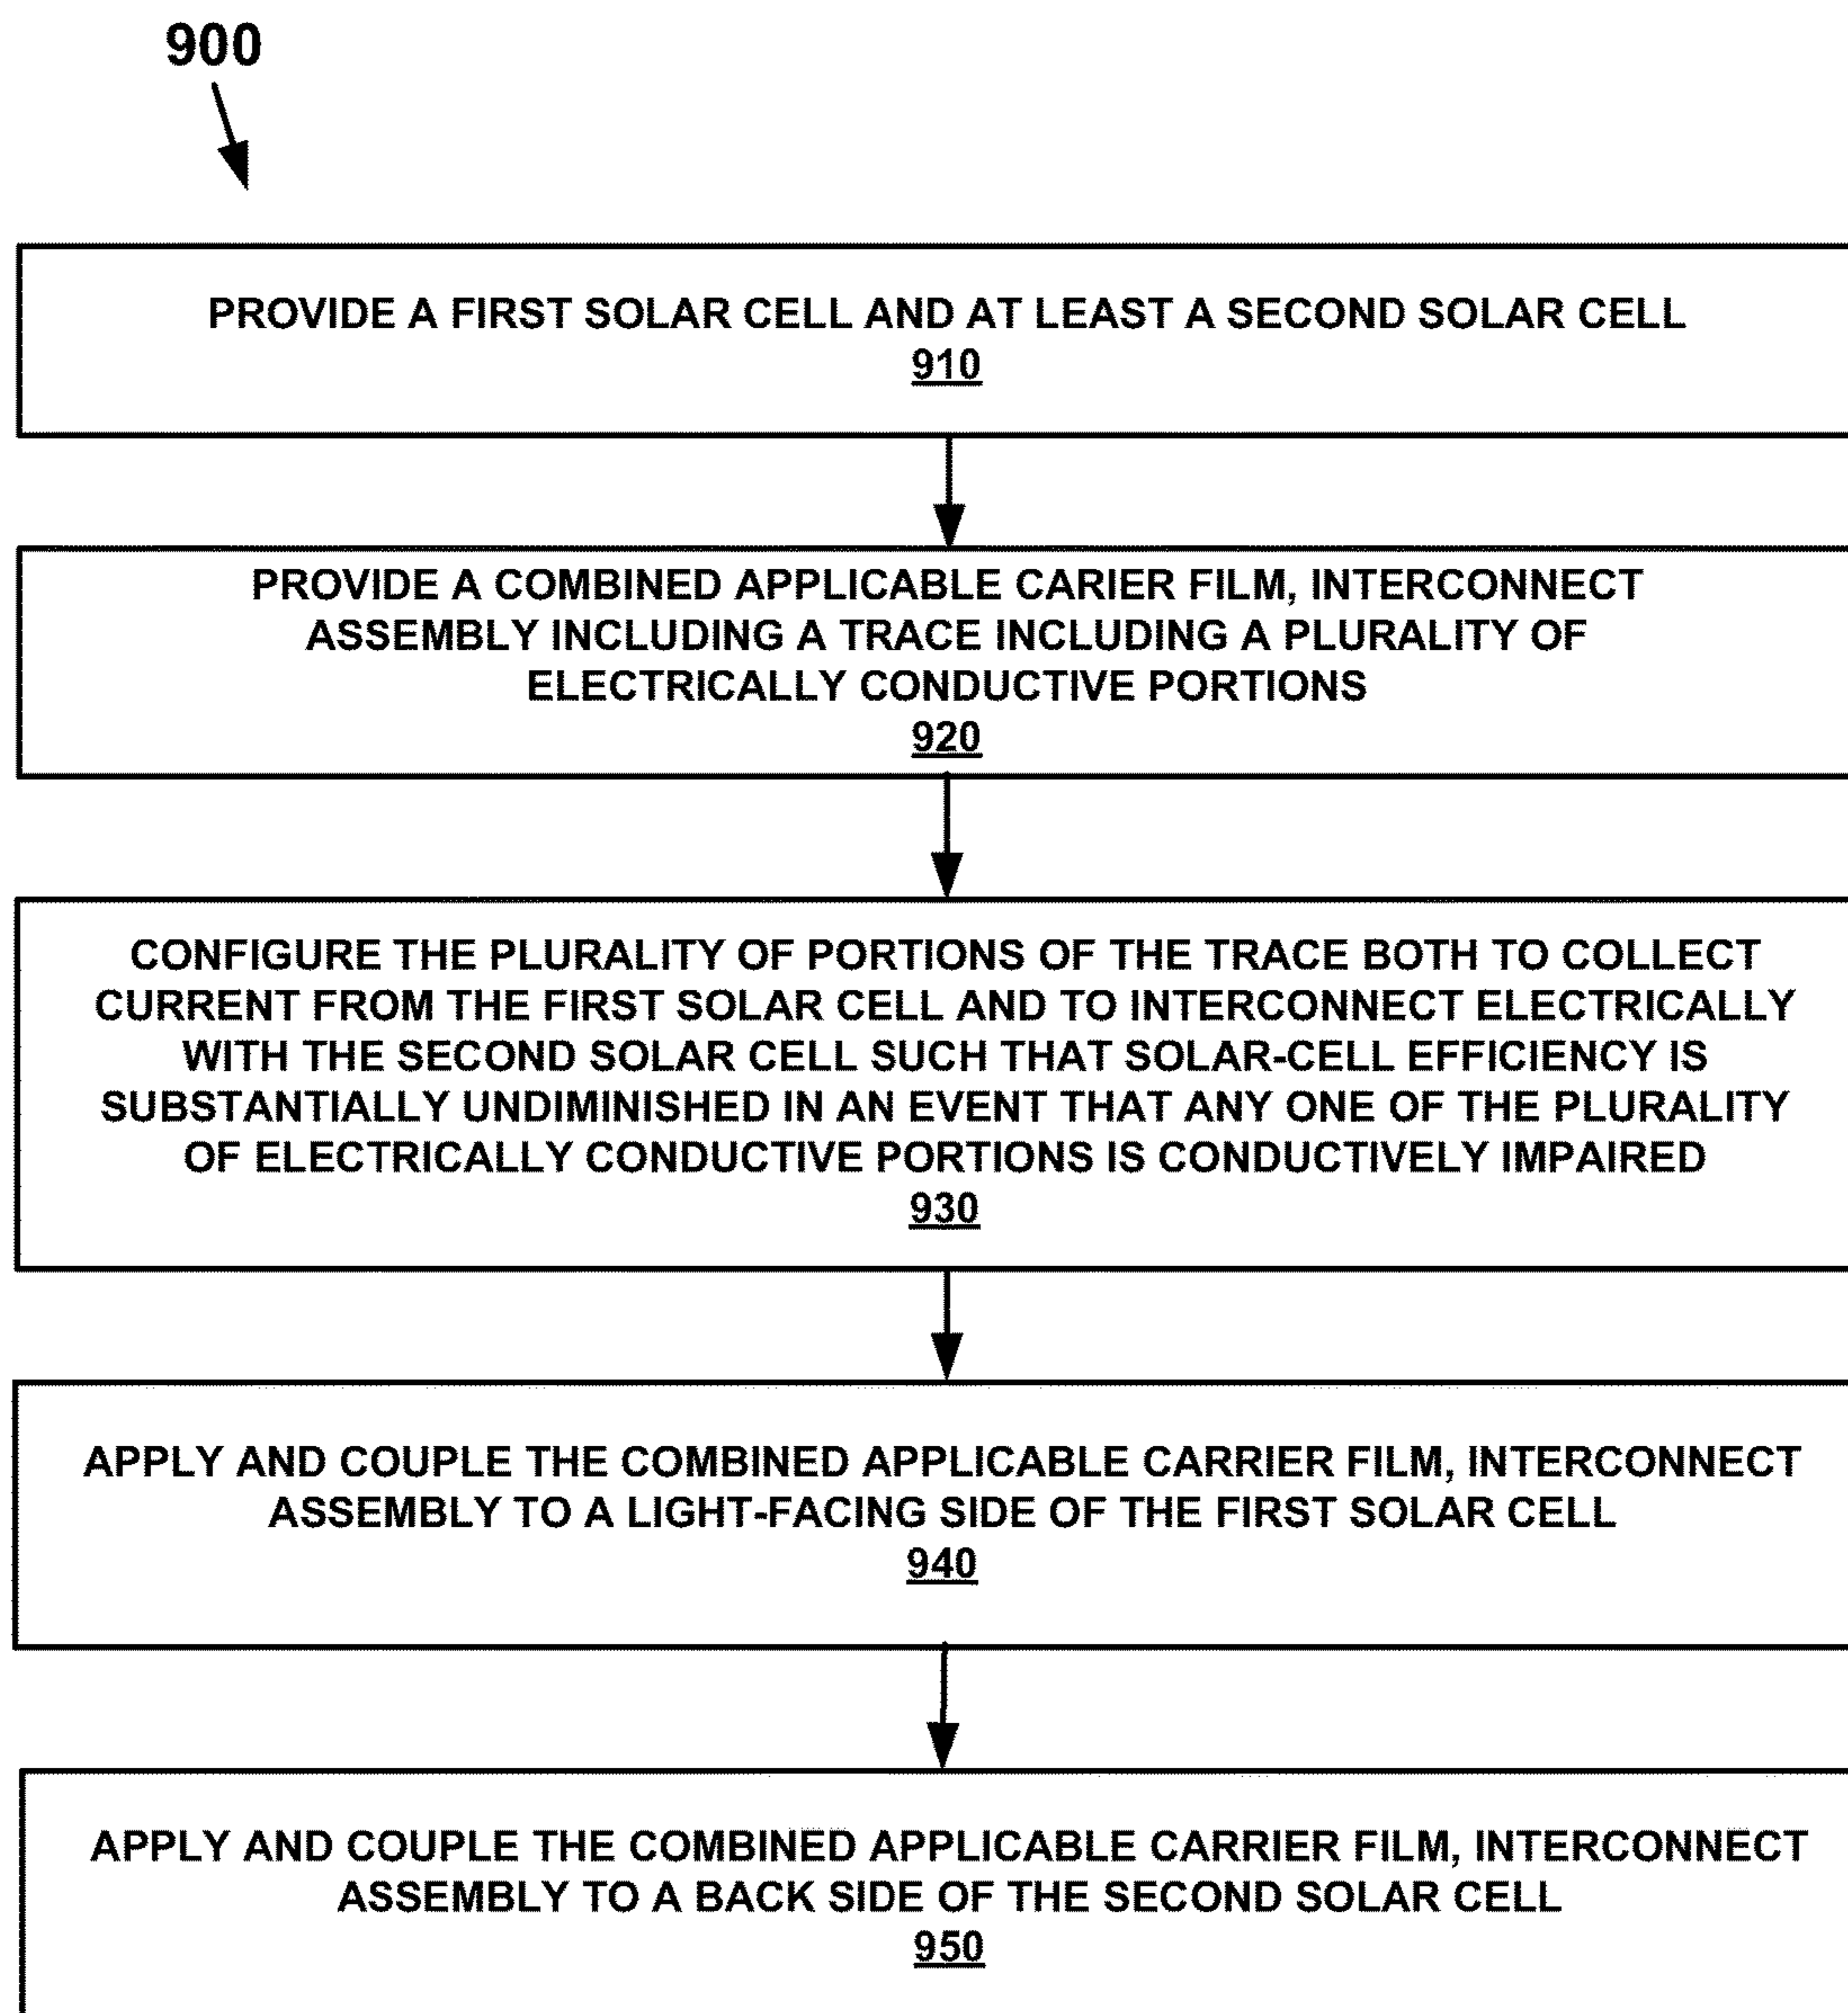 900
PROVIDE A FIRST SOLAR CELL AND AT LEAST A SECOND SOLAR CELL
910
PROVIDE A COMBINED APPLICABLE CARIER FILM, INTERCONNECT
ASSEMBLY INCLUDING A TRACE INCLUDING A PLURALITY OF
ELECTRICALLY CONDUCTIVE PORTIONS
920
CONFIGURE THE PLURALITY OF PORTIONS OF THE TRACE BOTH TO COLLECT
CURRENT FROM THE FIRST SOLAR CELL AND TO INTERCONNECT ELECTRICALLY
WITH THE SECOND SOLAR CELL SUCH THAT SOLAR-CELL EFFICIENCY IS
SUBSTANTIALLY UNDIMINISHED IN AN EVENT THAT ANY ONE OF THE PLURALITY
OF ELECTRICALLY CONDUCTIVE PORTIONS IS CONDUCTIVELY IMPAIRED
930
APPLY AND COUPLE THE COMBINED APPLICABLE CARRIER FILM, INTERCONNECT
ASSEMBLY TO A LIGHT-FACING SIDE OF THE FIRST SOLAR CELL
940
APPLY AND COUPLE THE COMBINED APPLICABLE CARRIER FILM, INTERCONNECT
ASSEMBLY TO A BACK SIDE OF THE SECOND SOLAR CELL
950